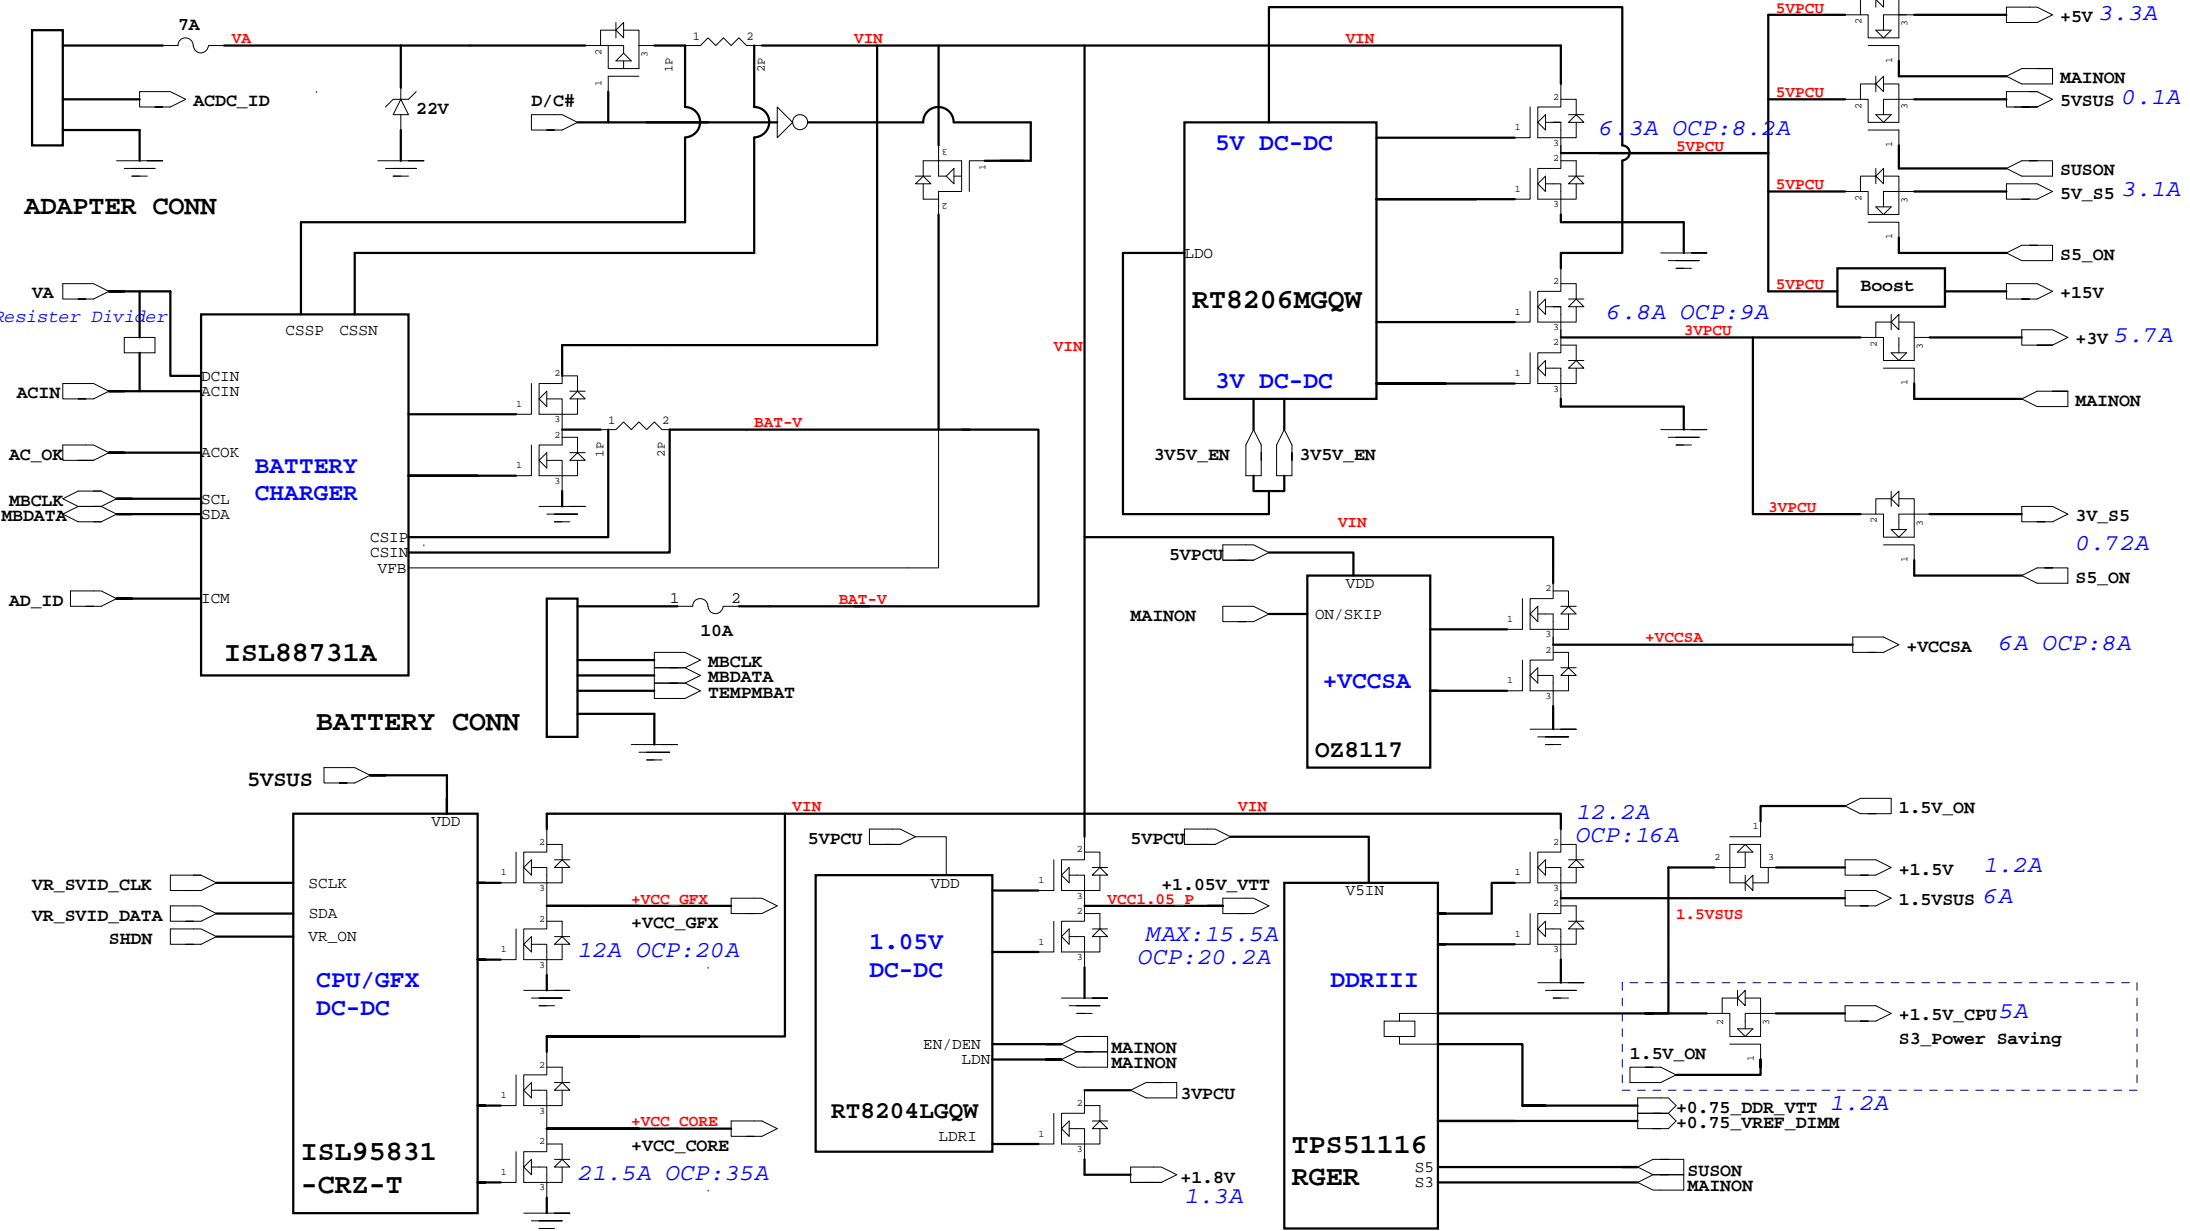 7A
VA
ACDC_ID
22V
ADAPTER CONN
D/C#
1
2
3
1P
2P
VIN
VIN
VA
Resister Divider
ACIN
AC_OK
MBCLK
MBDATA
AD_ID
CSSP CSSN
DCIN
ACIN
ACOK
SCL
SDA
ICM
BATTERY
CHARGER
CSIP
CSIN
VFB
ISL88731A
1P
2P
BAT-V
BAT-V
1 2
10A
MBCLK
MBDATA
TEMPMBAT
BATTERY CONN
VIN
5V DC-DC
LDO
RT8206MGQW
3V DC-DC
3V5V_EN
3V5V_EN
6.3A OCP:8.2A
5VPCU
6.8A OCP:9A
3VPCU
5VPCU
+5V 3.3A
MAINON
5VPCU
5VSUS 0.1A
SUSON
5VPCU
5V_S5 3.1A
S5_ON
5VPCU
Boost
+15V
+3V 5.7A
MAINON
3VPCU
3V_S5
0.72A
S5_ON
VIN
5VPCU
VDD
MAINON
ON/SKIP
+VCCSA
OZ8117
+VCCSA
+VCCSA 6A OCP:8A
5VSUS
VDD
VR_SVID_CLK
SCLK
VR_SVID_DATA
SDA
SHDN
VR_ON
CPU/GFX
DC-DC
ISL95831
-CRZ-T
VIN
VIN
+VCC_GFX
+VCC_GFX
12A OCP:20A
+VCC_CORE
+VCC_CORE
21.5A OCP:35A
5VPCU
VDD
1.05V
DC-DC
EN/DEN
LDN
MAINON
MAINON
RT8204LGQW
LDRI
3VPCU
+1.8V
1.3A
+1.05V_VTT
VCC1.05_P
MAX:15.5A
OCP:20.2A
5VPCU
V5IN
DDRIII
TPS51116
RGER
S5
S3
SUSON
MAINON
12.2A
OCP:16A
1.5V_ON
+1.5V 1.2A
1.5VSUS 6A
1.5VSUS
+1.5V_CPU 5A
S3_Power Saving
1.5V_ON
+0.75_DDR_VTT 1.2A
+0.75_VREF_DIMM